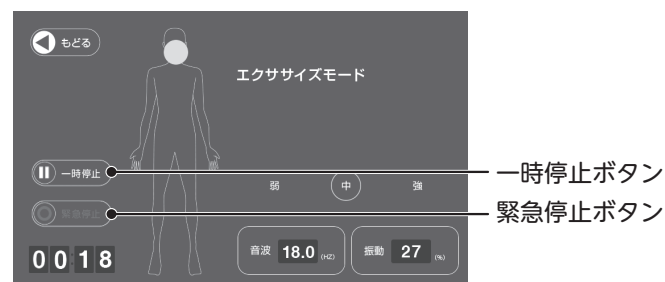 もどる
エクササイズモード
一時停止
一時停止ボタン
弱 中 強
緊急停止
緊急停止ボタン
00:18
音波 18.0 (HZ)
振動 27 (%)